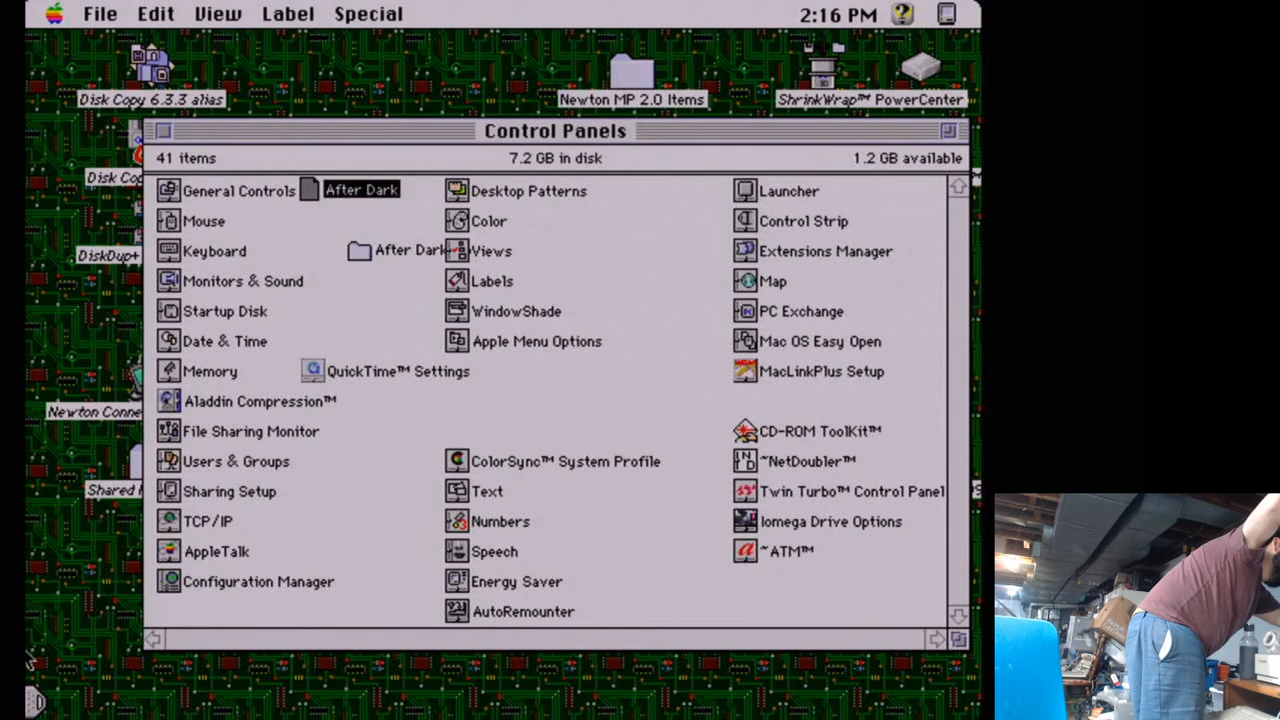 File Edit View Label Special 2:16 PM
Disk Copy 6.3.3 alias
Newton MP 2.0 Items
ShrinkWrap™ PowerCenter
Control Panels
41 items 7.2 GB in disk 1.2 GB available
General Controls After Dark Desktop Patterns Launcher
Mouse Color Control Strip
Keyboard After Dark Views Extensions Manager
Monitors & Sound Labels Map
Startup Disk WindowShade PC Exchange
Date & Time Apple Menu Options Mac OS Easy Open
Memory QuickTime™ Settings MacLinkPlus Setup
Aladdin Compression™
File Sharing Monitor CD-ROM ToolKit™
Users & Groups ColorSync™ System Profile ~NetDoubler™
Sharing Setup Text Twin Turbo™ Control Panel
TCP/IP Numbers Iomega Drive Options
AppleTalk Speech ~ATM™
Configuration Manager Energy Saver
AutoRemounter
Disk Cop
DiskDup+
Newton Conne
Shared